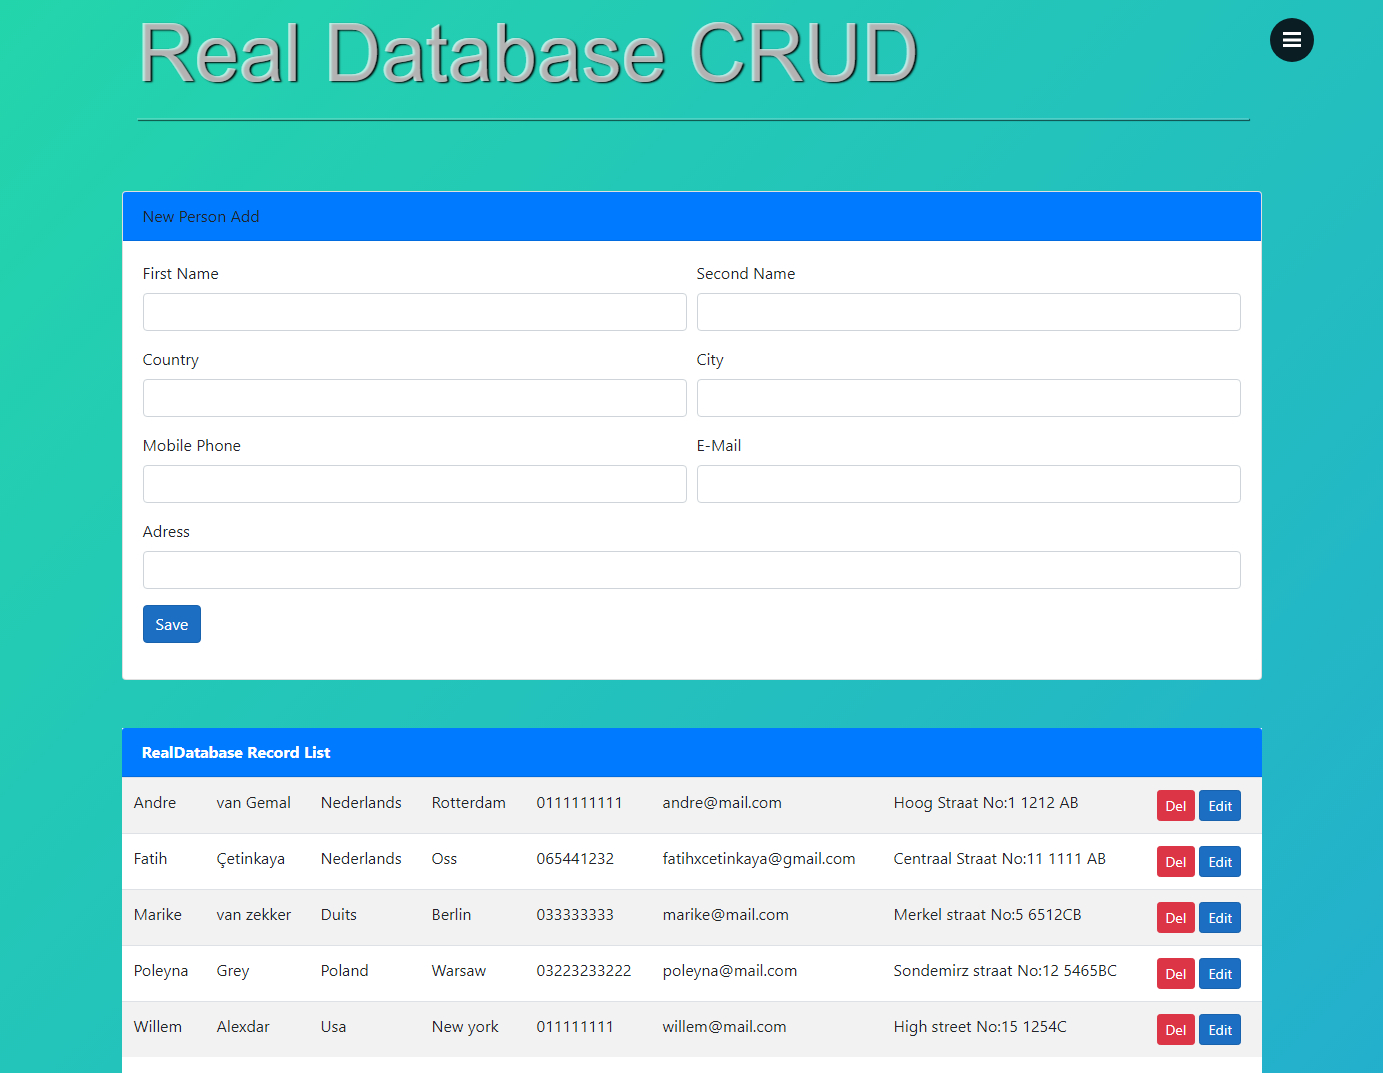 Real Database CRUD
New Person Add
First Name Second Name
Country City
Mobile Phone E-Mail
Adress
Save
RealDatabase Record List
Andre van Gemal Nederlands Rotterdam 0111111111 andre@mail.com Hoog Straat No:1 1212 AB Del Edit
Fatih Çetinkaya Nederlands Oss 065441232 fatihxcetinkaya@gmail.com Centraal Straat No:11 1111 AB Del Edit
Marike van zekker Duits Berlin 033333333 marike@mail.com Merkel straat No:5 6512CB Del Edit
Poleyna Grey Poland Warsaw 03223233222 poleyna@mail.com Sondemirz straat No:12 5465BC Del Edit
Willem Alexdar Usa New york 011111111 willem@mail.com High street No:15 1254C Del Edit